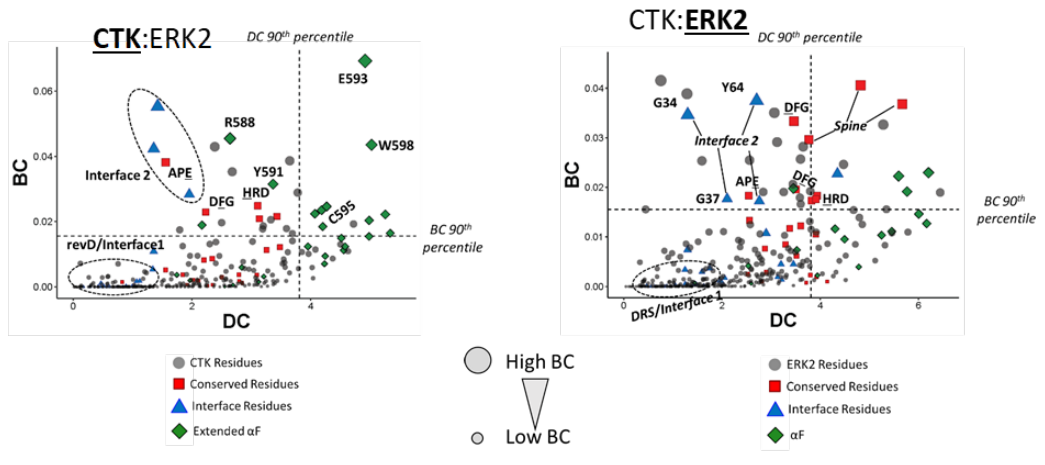 CTK:ERK2
DC 90th percentile
E593
R588
W598
Interface 2
APE
Y591
DFG
HRD
C595
revD/Interface1
BC 90th
percentile
0.06
0.04
0.02
0.00
BC
0
2
4
DC
CTK Residues
Conserved Residues
Interface Residues
Extended αF
High BC
Low BC
CTK:ERK2
DC 90th percentile
G34
Y64
DFG
Spine
Interface 2
G37
APE
DFG
HRD
DRS/Interface 1
BC 90th
percentile
0.04
0.03
0.02
0.01
0.00
BC
0
2
4
6
DC
ERK2 Residues
Conserved Residues
Interface Residues
αF